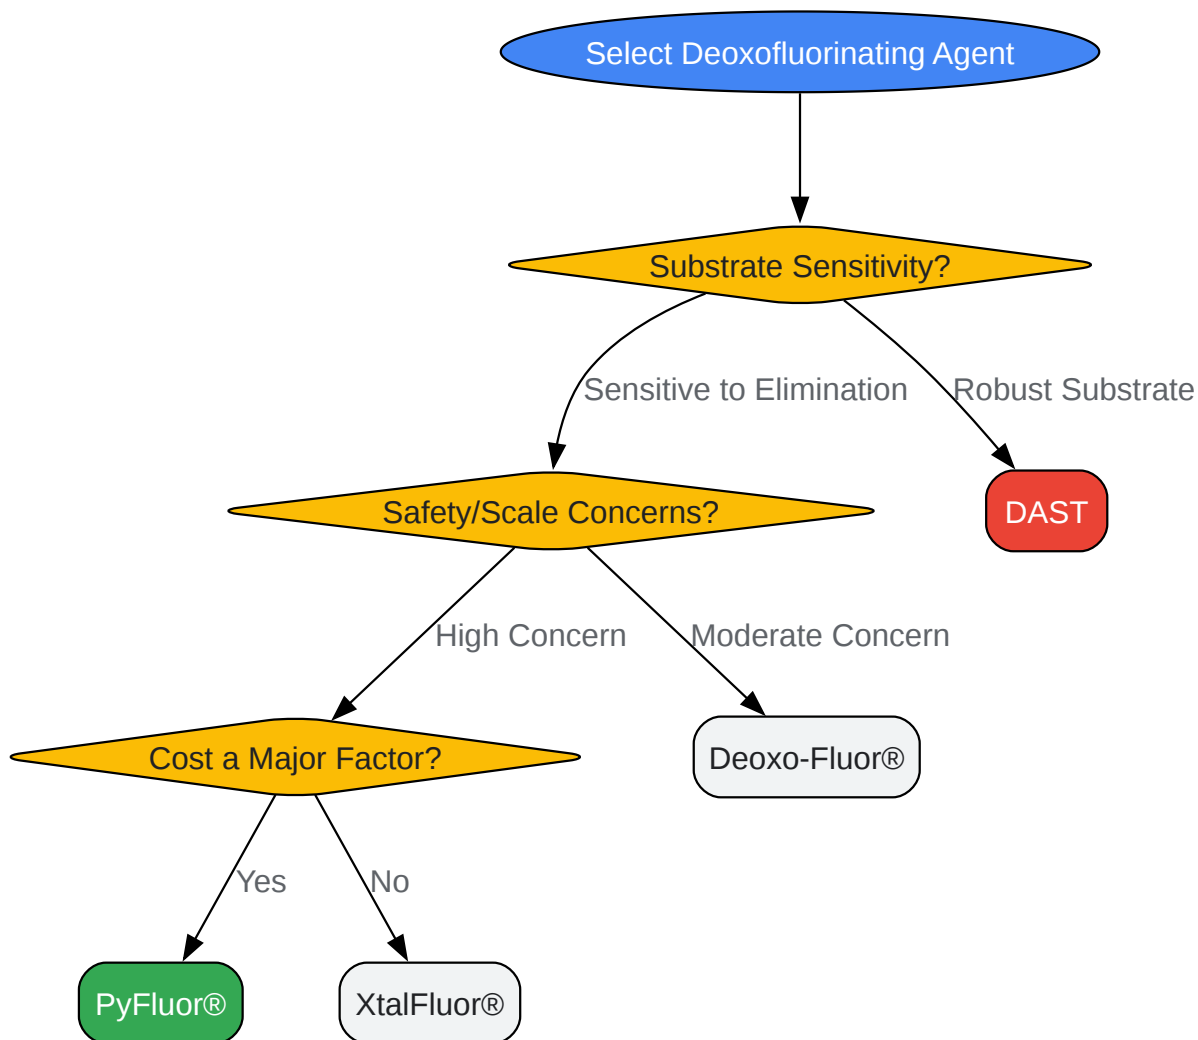 Select Deoxofluorinating Agent
Substrate Sensitivity?
Sensitive to Elimination
Robust Substrate
Safety/Scale Concerns?
DAST
High Concern
Moderate Concern
Cost a Major Factor?
Deoxo-Fluor®
Yes
No
PyFluor®
XtalFluor®